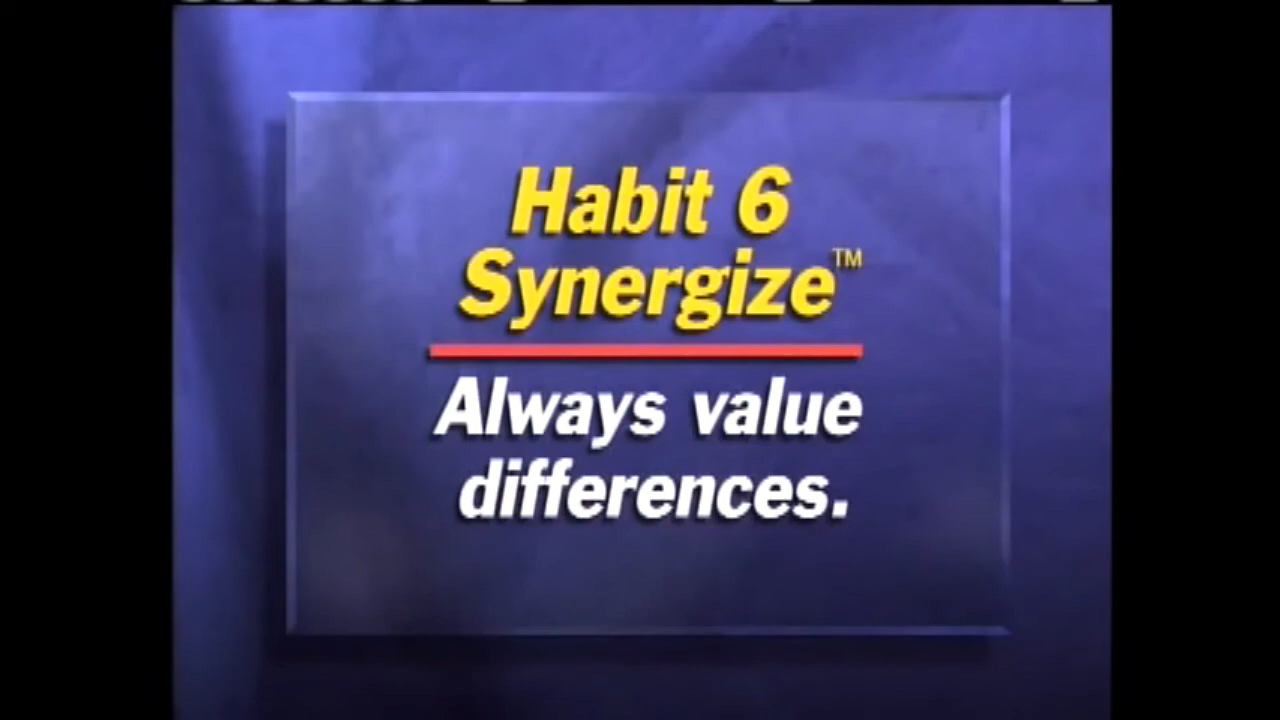 Habit 6
Synergize™
Always value
differences.